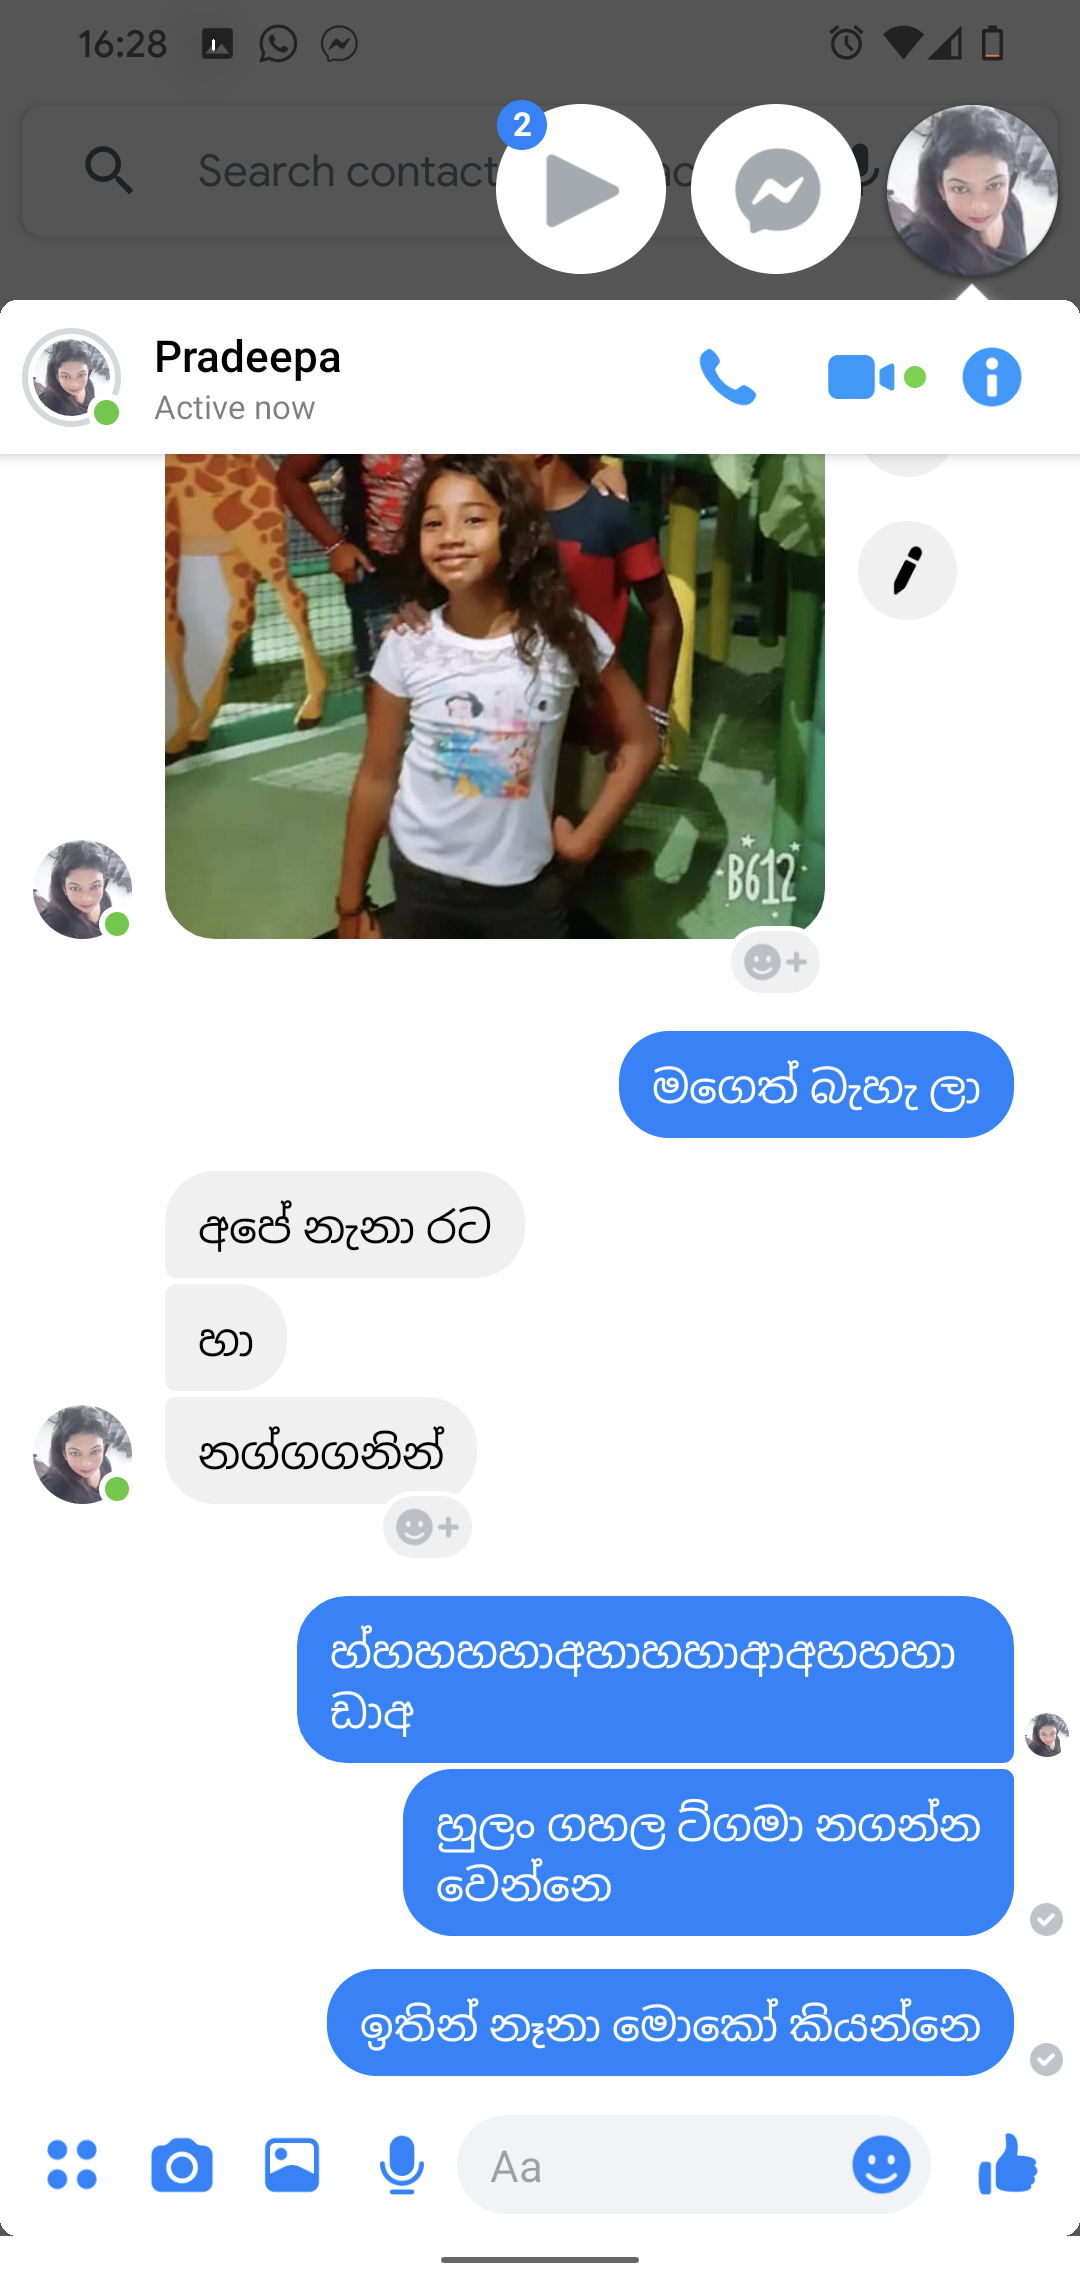 16:28
Search contact
2
Pradeepa
Active now
B612
මගෙත් බැහැ ලා
අපේ නැනා රට
හා
නග්ගගනින්
හ්හහහහාඅහාහහාආඅහහහා
ඩාඅ
හුලං ගහල ට්ගමා නගන්න
වෙන්නෙ
ඉතින් නෑනා මොකෝ කියන්නෙ
Aa